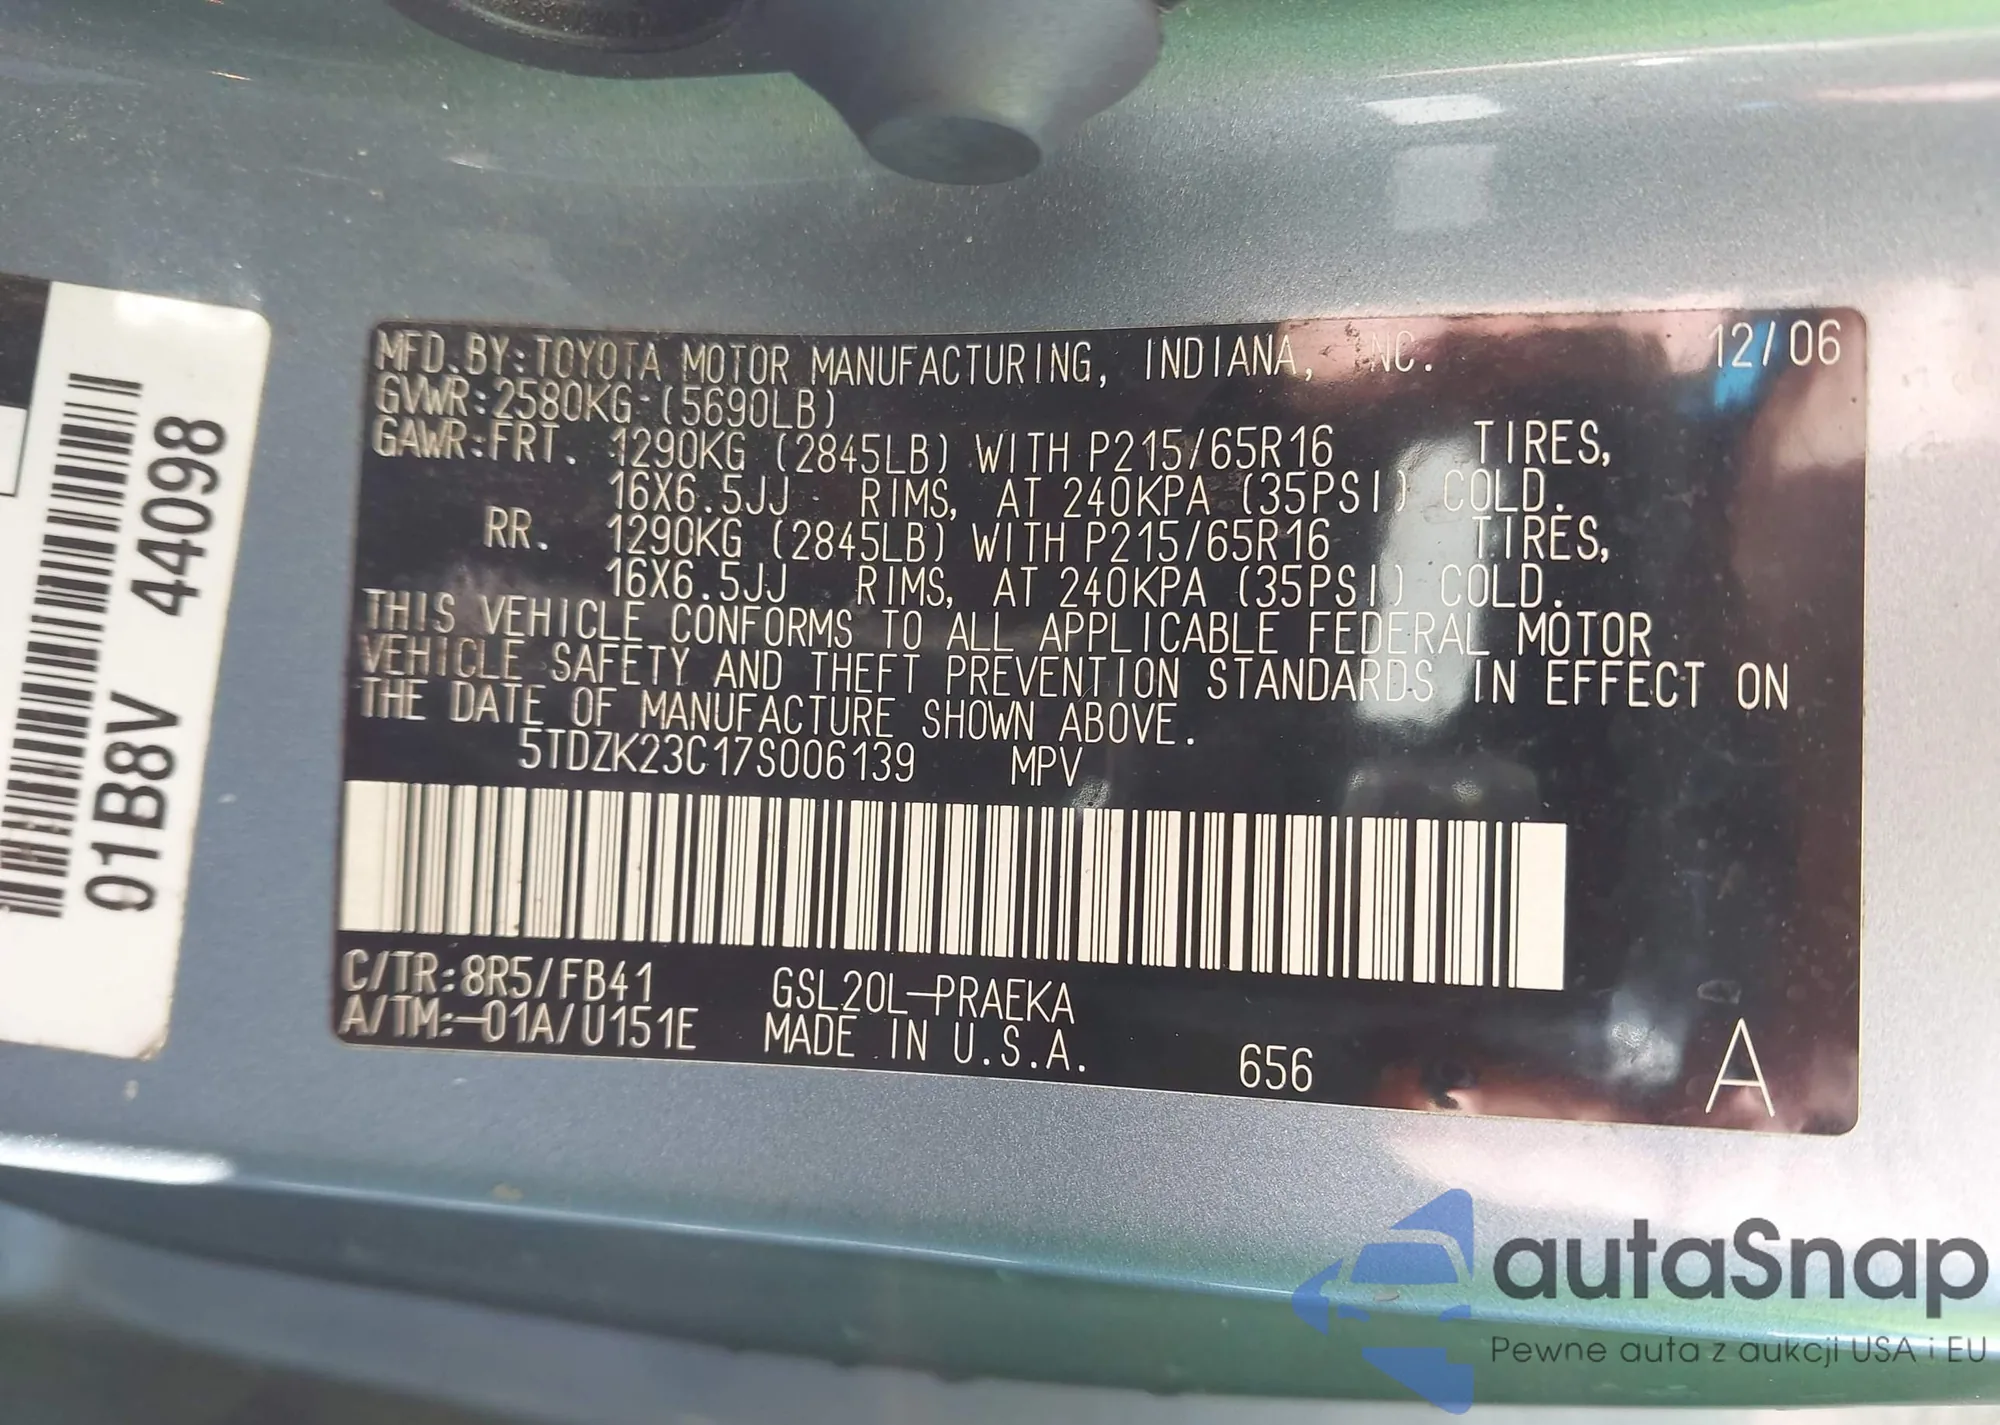 MFD.BY:TOYOTA MOTOR MANUFACTURING, INDIANA, INC. 12/06
GVWR:2580KG (5690LB)
GAWR:FRT. 1290KG (2845LB) WITH P215/65R16 TIRES,
16X6.5JJ RIMS, AT 240KPA (35PSI) COLD.
RR. 1290KG (2845LB) WITH P215/65R16 TIRES,
16X6.5JJ RIMS, AT 240KPA (35PSI) COLD.
THIS VEHICLE CONFORMS TO ALL APPLICABLE FEDERAL MOTOR
VEHICLE SAFETY AND THEFT PREVENTION STANDARDS IN EFFECT ON
THE DATE OF MANUFACTURE SHOWN ABOVE.
5TDZK23C17S006139 MPV
C/TR:8R5/FB41 GSL20L-PRAEKA
A/TM:-01A/U151E MADE IN U.S.A. 656 A
91B8V 44098
autaSnap
Pewne auta z aukcji USA i EU